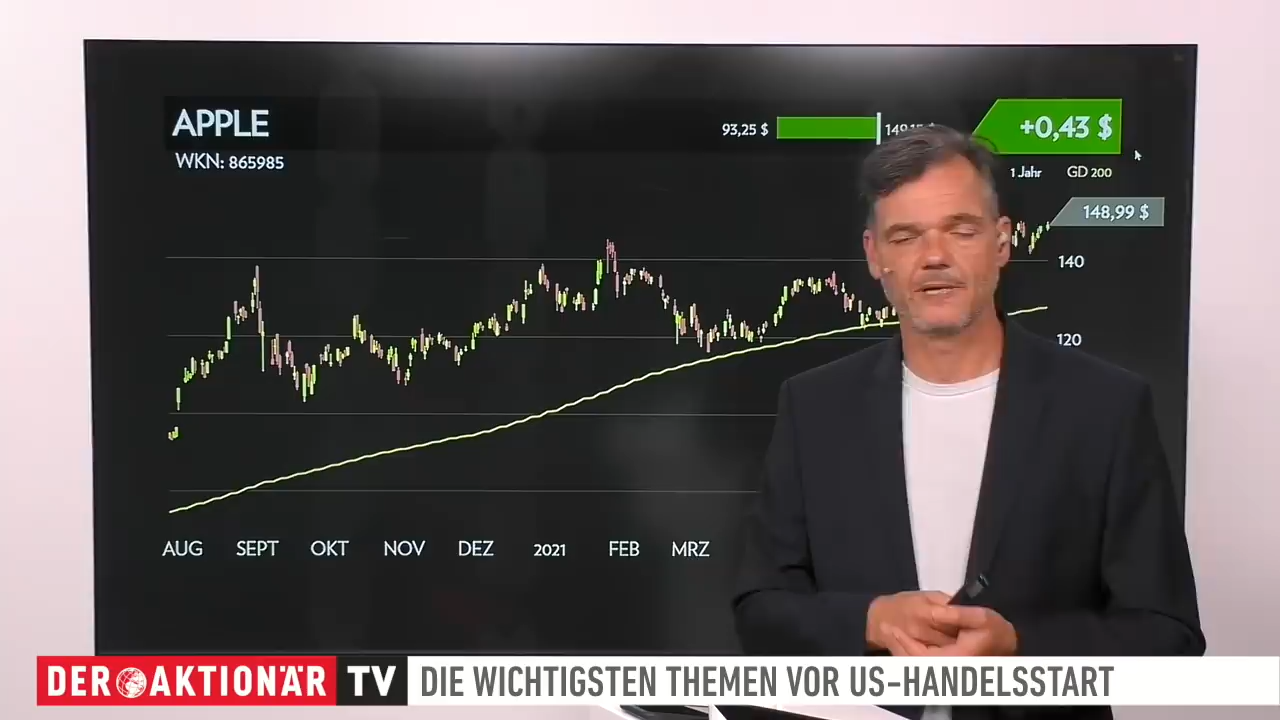 APPLE
WKN: 865985
93,25 $
+0,43 $
1 Jahr
GD 200
148,99 $
140
120
AUG SEPT OKT NOV DEZ 2021 FEB MRZ
DER AKTIONÄR TV
DIE WICHTIGSTEN THEMEN VOR US-HANDELSSTART